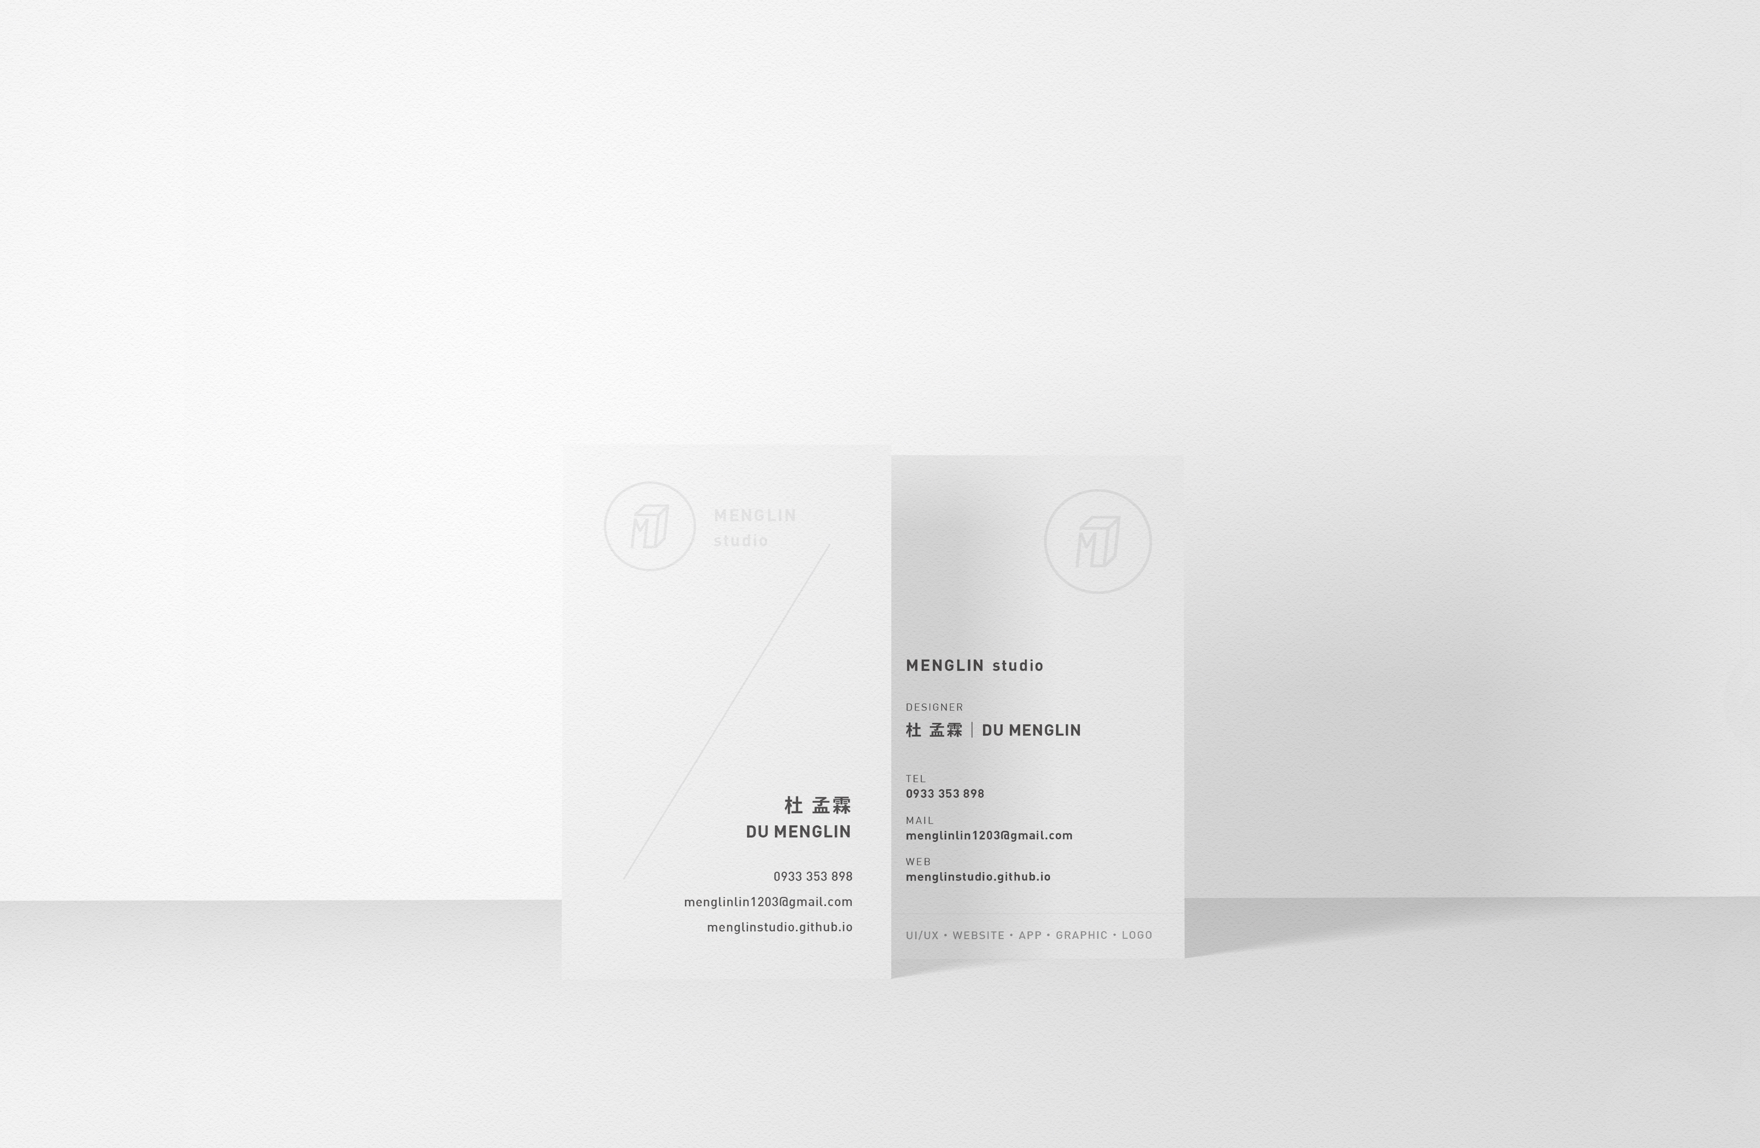 MENGLIN
studio
杜 孟霖
DU MENGLIN
0933 353 898
menglinlin1203@gmail.com
menglinstudio.github.io
MENGLIN studio
DESIGNER
杜 孟霖｜DU MENGLIN
TEL
0933 353 898
MAIL
menglinlin1203@gmail.com
WEB
menglinstudio.github.io
UI/UX • WEBSITE • APP • GRAPHIC • LOGO